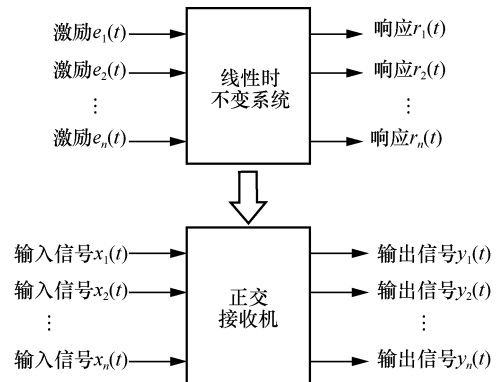 激励e₁(t)
响应r₁(t)
激励e₂(t)
响应r₂(t)
线性时
不变系统
⋮
⋮
激励eₙ(t)
响应rₙ(t)
输入信号x₁(t)
输出信号y₁(t)
输入信号x₂(t)
输出信号y₂(t)
正交
接收机
⋮
⋮
输入信号xₙ(t)
输出信号yₙ(t)